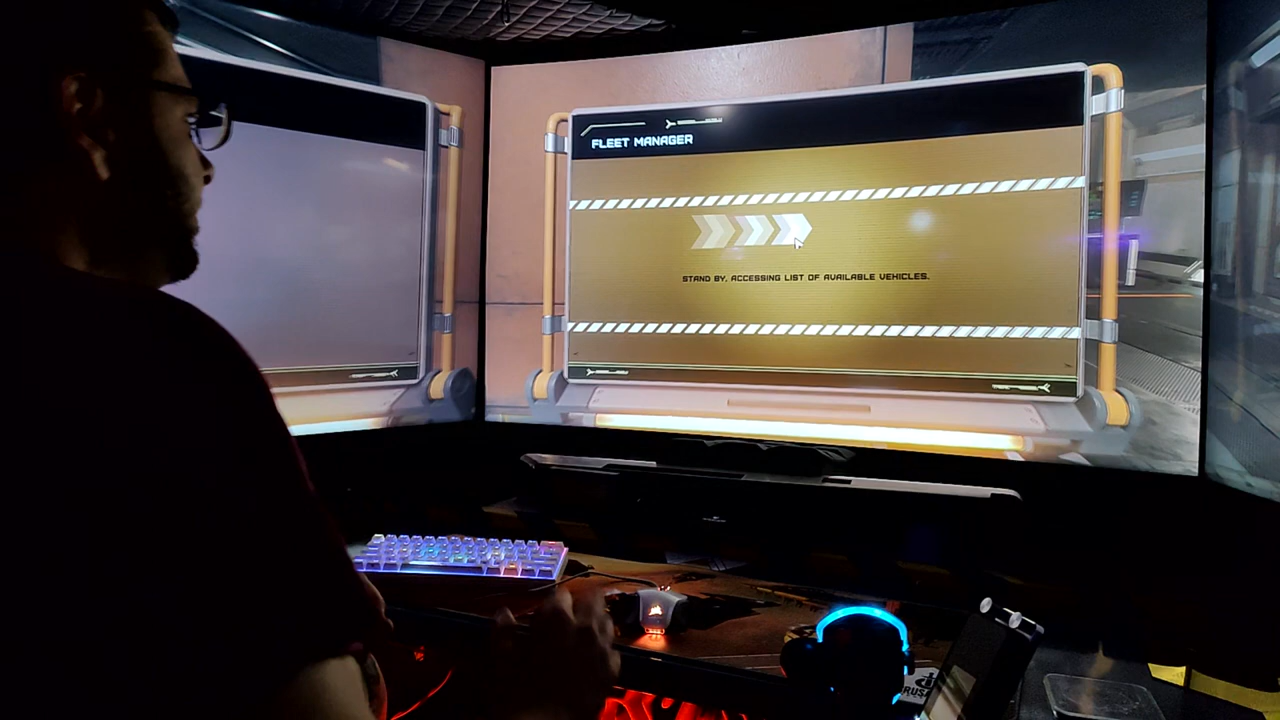 FLEET MANAGER
STAND BY, ACCESSING LIST OF AVAILABLE VEHICLES.